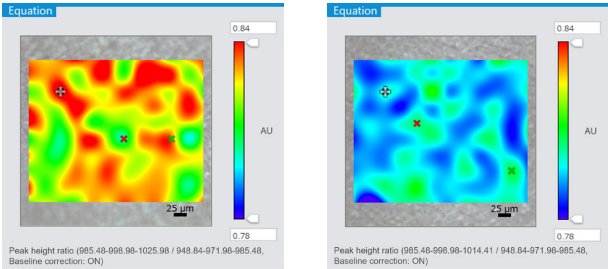 Equation
0.84
AU
0.78
25 µm
Peak height ratio (985.48-998.98-1025.98 / 948.84-971.98-985.48,
Baseline correction: ON)
Equation
0.84
AU
0.78
25 µm
Peak height ratio (985.48-998.98-1014.41 / 948.84-971.98-985.48,
Baseline correction: ON)